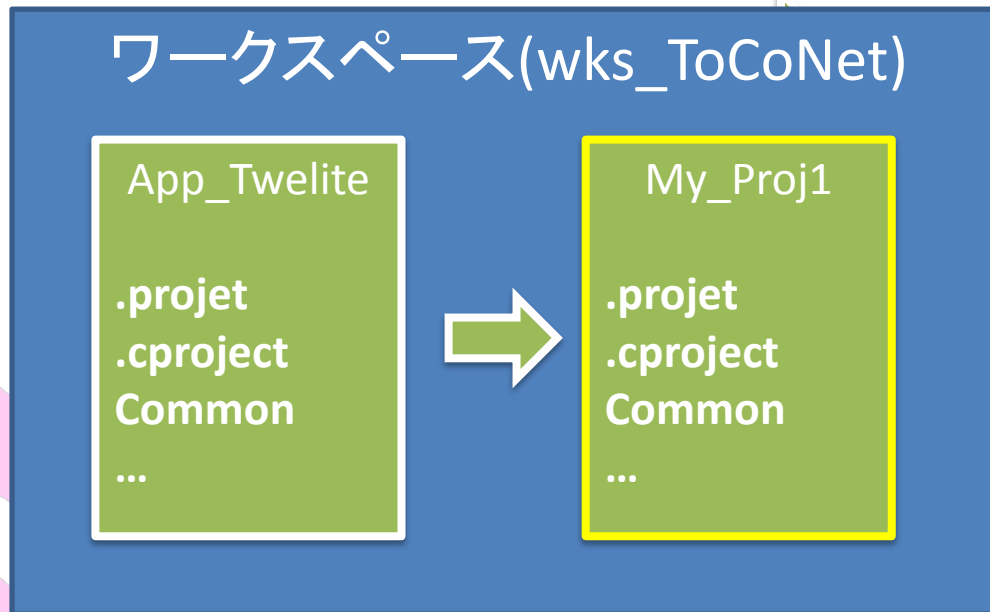 ワークスペース(wks_ToCoNet)
App_Twelite
.projet
.cproject
Common
…
My_Proj1
.projet
.cproject
Common
…